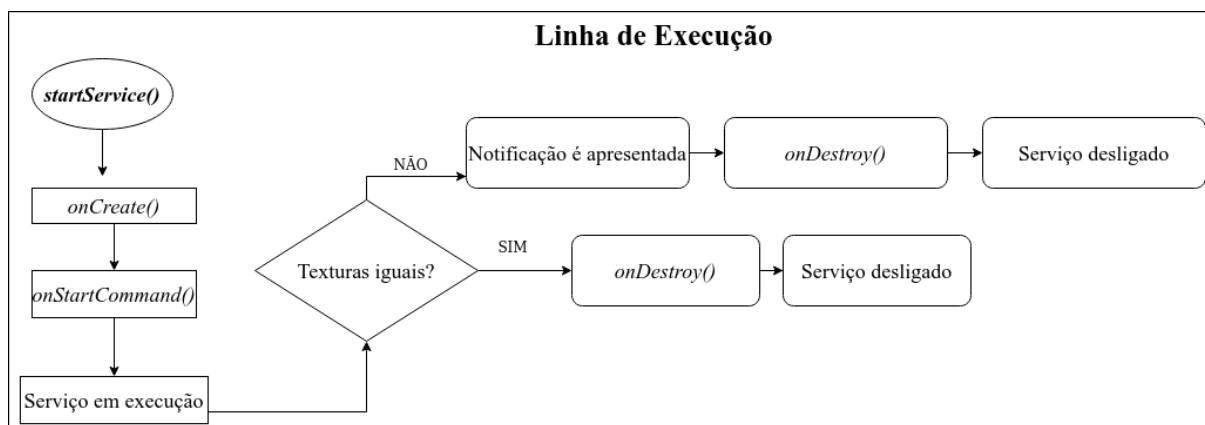 Linha de Execução
startService()
onCreate()
onStartCommand()
Serviço em execução
Texturas iguais?
NÃO
Notificação é apresentada
onDestroy()
Serviço desligado
SIM
onDestroy()
Serviço desligado